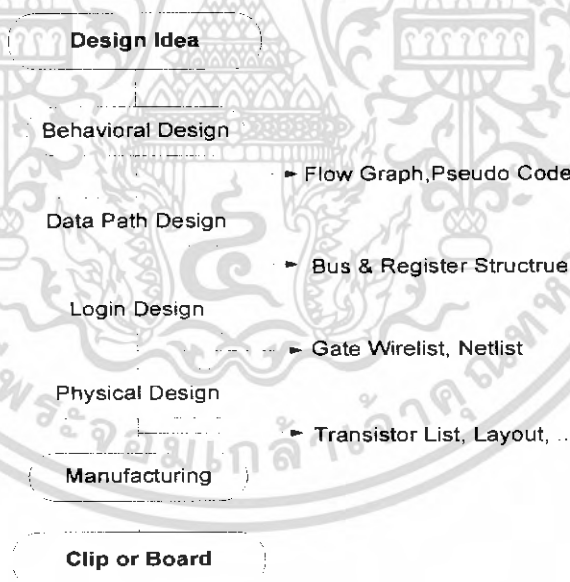 Design Idea
Behavioral Design
Flow Graph,Pseudo Code
Data Path Design
Bus & Register Structrue
Login Design
Gate Wirelist, Netlist
Physical Design
Transistor List, Layout, ..
Manufacturing
Clip or Board